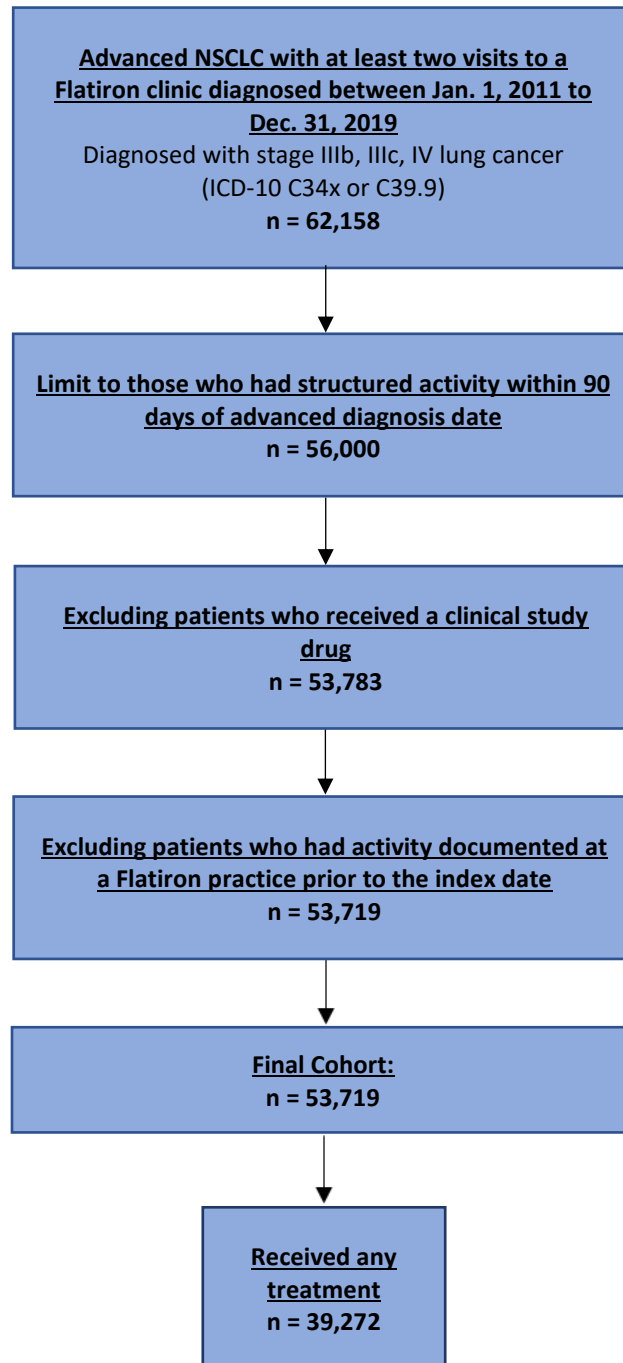 Advanced NSCLC with at least two visits to a
Flatiron clinic diagnosed between Jan. 1, 2011 to
Dec. 31, 2019
Diagnosed with stage IIIb, IIIc, IV lung cancer
(ICD-10 C34x or C39.9)
n = 62,158
Limit to those who had structured activity within 90
days of advanced diagnosis date
n = 56,000
Excluding patients who received a clinical study
drug
n = 53,783
Excluding patients who had activity documented at
a Flatiron practice prior to the index date
n = 53,719
Final Cohort:
n = 53,719
Received any
treatment
n = 39,272